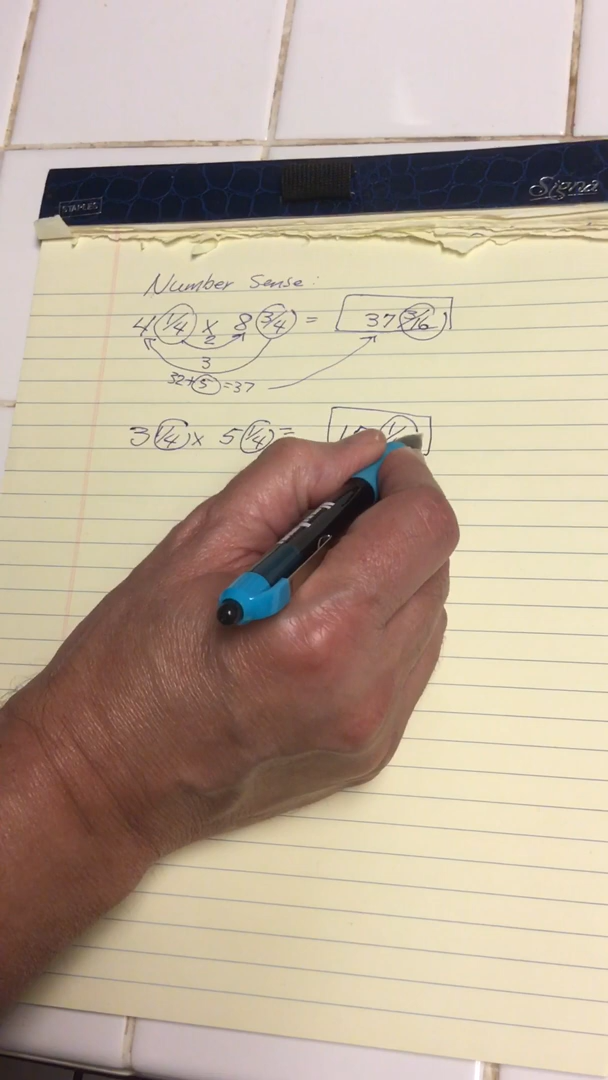 STAPLES
Siena
Number Sense:
4 1/4 x 8 3/4 = 37 3/16
2
3
32+5=37
3 1/4 x 5 1/4 =